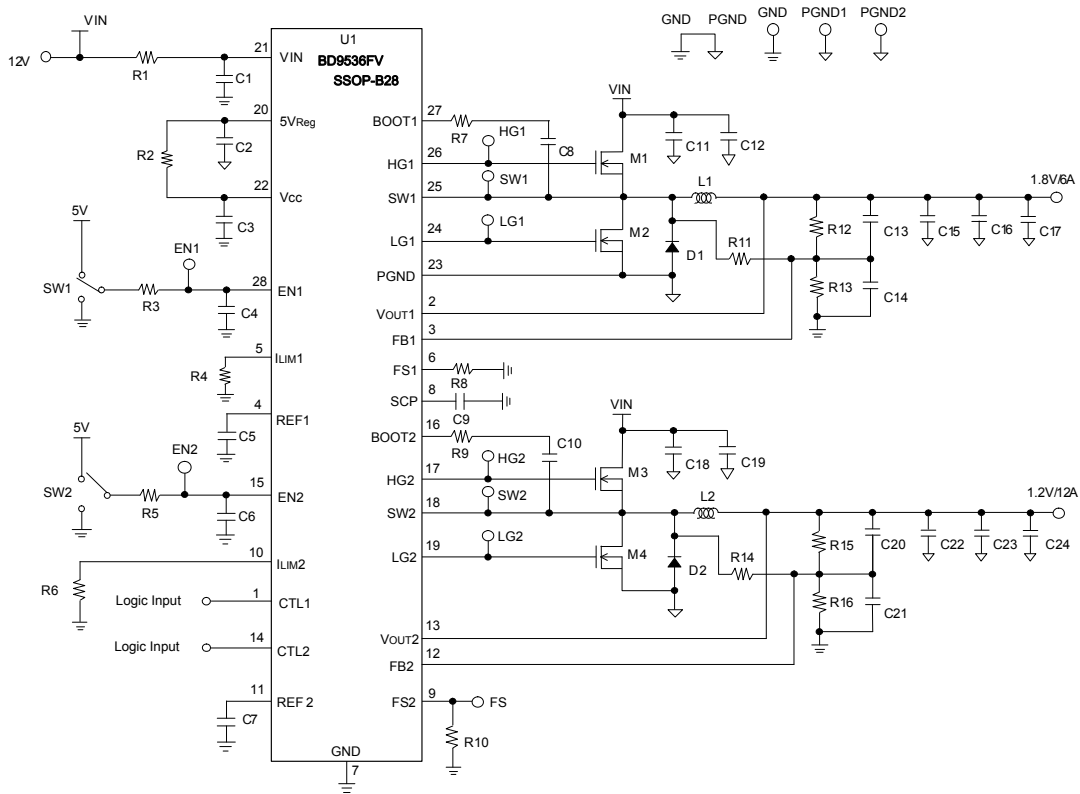 VIN
12V
R1
C1
R2
C2
C3
5V
SW1
EN1
R3
C4
R4
C5
5V
SW2
EN2
R5
C6
R6
Logic Input
Logic Input
C7
U1
BD9536FV
SSOP-B28
21 VIN
20 5VReg
22 Vcc
28 EN1
5 ILIM1
4 REF1
15 EN2
10 ILIM2
1 CTL1
14 CTL2
11 REF2
GND
7
BOOT1 27
HG1 26
SW1 25
LG1 24
PGND 23
VOUT1 2
FB1 3
FS1 6
SCP 8
BOOT2 16
HG2 17
SW2 18
LG2 19
VOUT2 13
FB2 12
FS2 9
GND PGND GND PGND1 PGND2
VIN
R7
HG1
C8
SW1
LG1
M1
M2
C11
C12
L1
D1
R11
R12
R13
C13
C14
C15
C16
C17
1.8V/6A
R8
C9
R9
VIN
HG2
C10
SW2
LG2
M3
M4
C18
C19
L2
D2
R14
R15
R16
C20
C21
C22
C23
C24
1.2V/12A
FS
R10